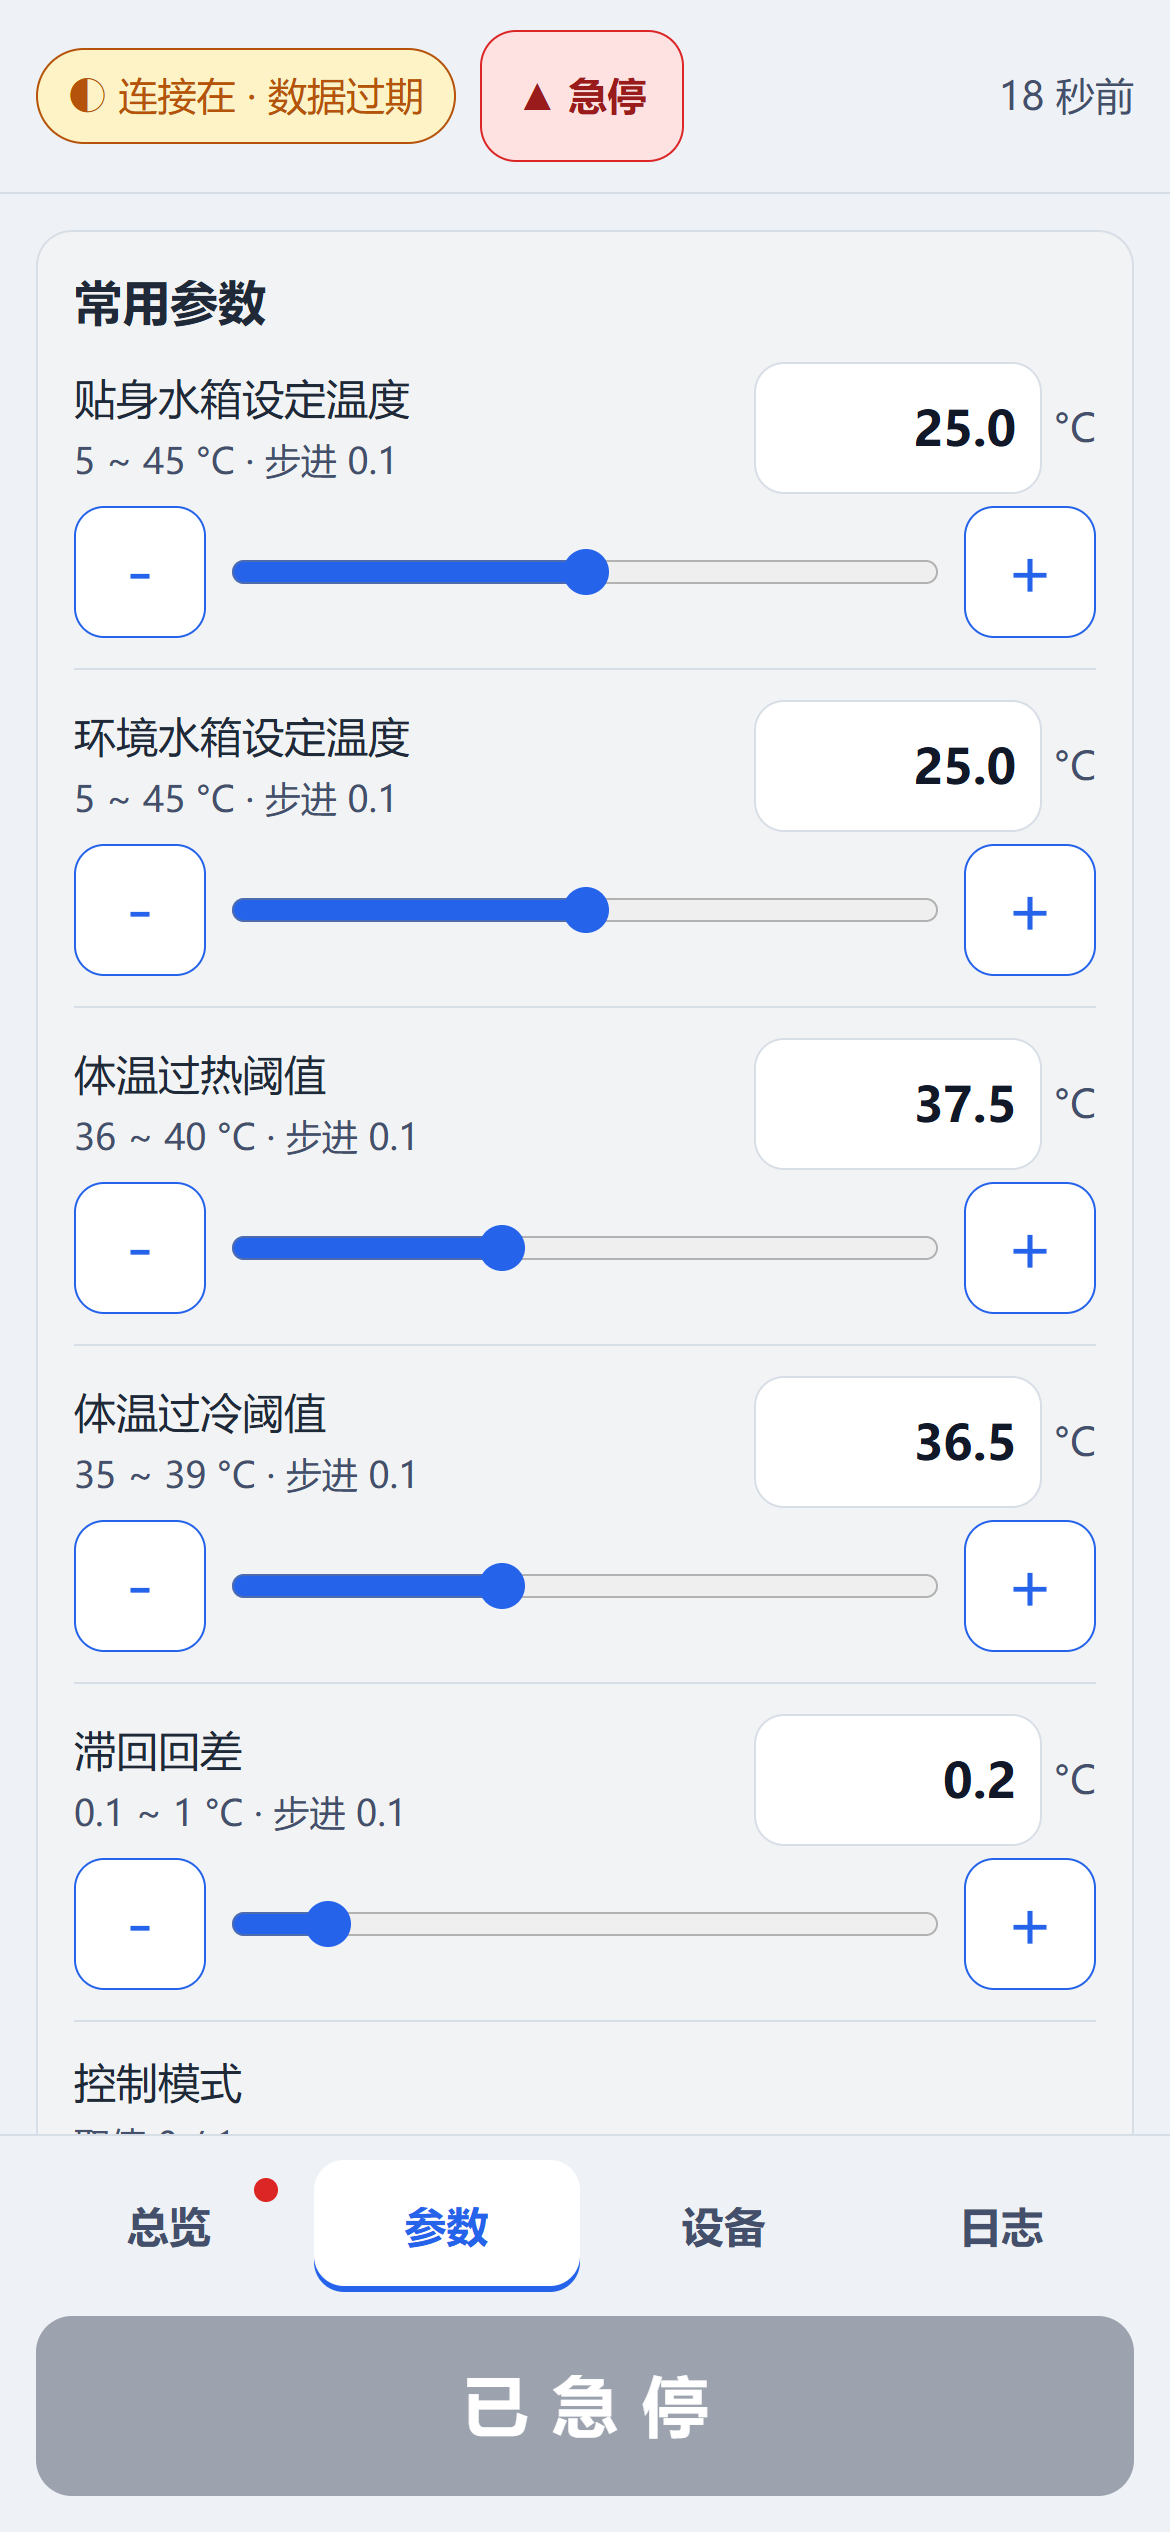 连接在 · 数据过期
▲ 急停
18 秒前
常用参数
贴身水箱设定温度
5 ~ 45 °C · 步进 0.1
25.0 °C
- +
环境水箱设定温度
5 ~ 45 °C · 步进 0.1
25.0 °C
- +
体温过热阈值
36 ~ 40 °C · 步进 0.1
37.5 °C
- +
体温过冷阈值
35 ~ 39 °C · 步进 0.1
36.5 °C
- +
滞回回差
0.1 ~ 1 °C · 步进 0.1
0.2 °C
- +
控制模式
总览 参数 设备 日志
已急停